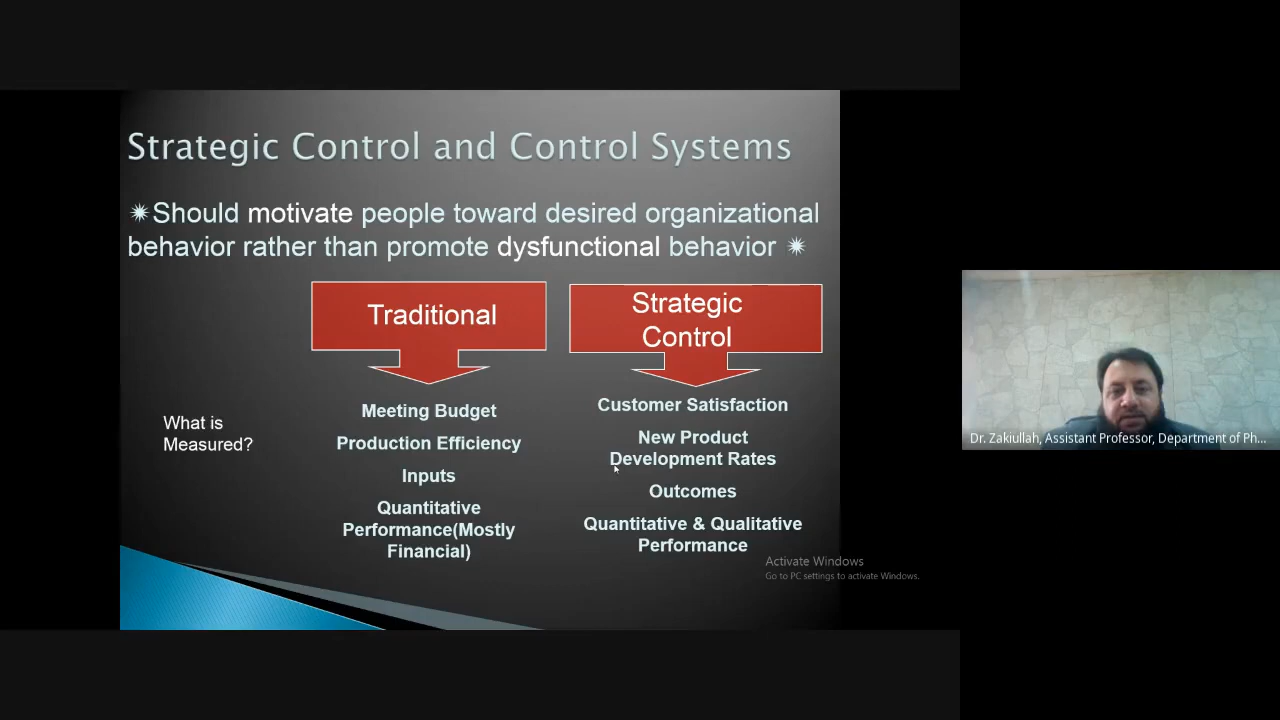 Strategic Control and Control Systems
✷Should motivate people toward desired organizational
behavior rather than promote dysfunctional behavior ✷
Traditional
Strategic
Control
What is
Measured?
Meeting Budget
Production Efficiency
Inputs
Quantitative
Performance(Mostly
Financial)
Customer Satisfaction
New Product
Development Rates
Outcomes
Quantitative & Qualitative
Performance
Activate Windows
Go to PC settings to activate Windows.
Dr. Zakiullah, Assistant Professor, Department of Ph...